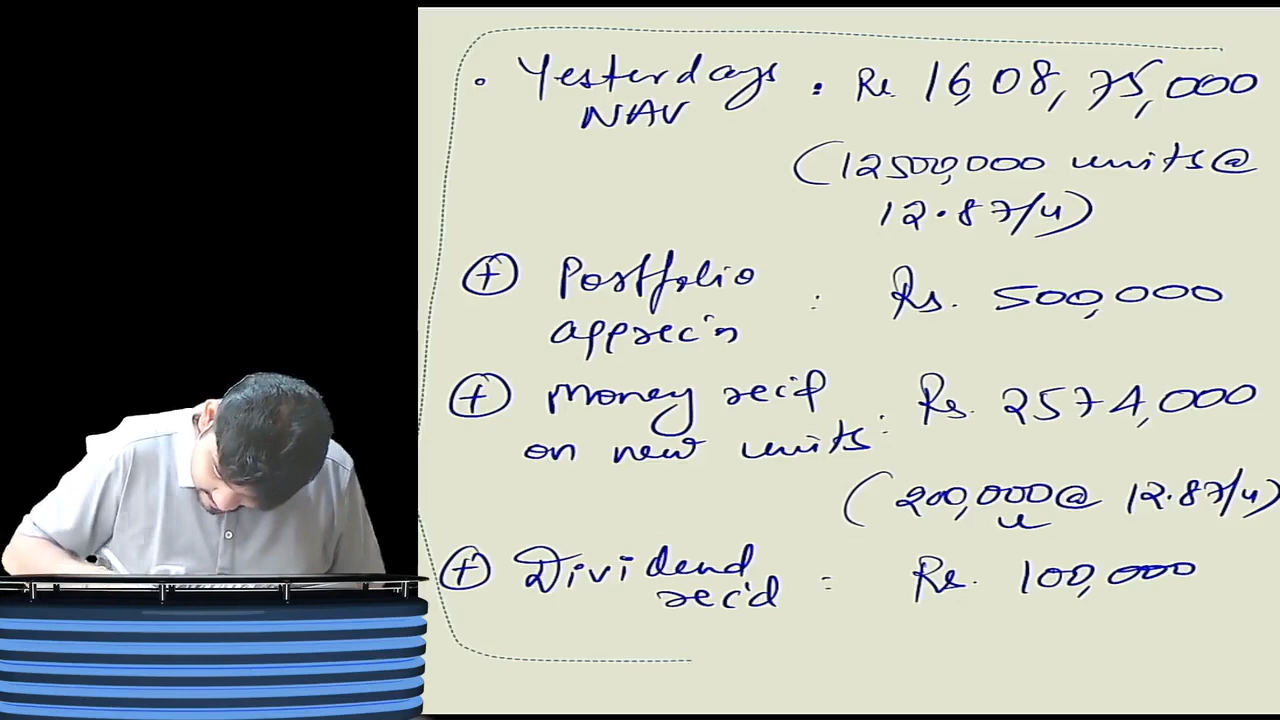 • Yesterdays : Rs. 16,08,75,000
NAV
(12500,000 units @
12.87/u)
⊕ Portfolio : Rs. 500,000
apprec'n
⊕ Money rec'd : Rs. 2574,000
on new units
(200,000 u @ 12.87/u)
⊕ Dividend : Rs. 100,000
rec'd